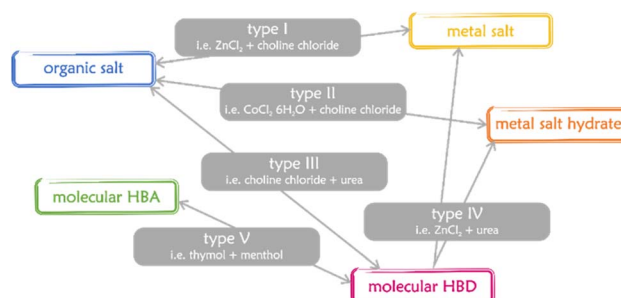 type I
i.e. ZnCl₂ + choline chloride
metal salt
organic salt
type II
i.e. CoCl₂ 6H₂O + choline chloride
metal salt hydrate
type III
i.e. choline chloride + urea
molecular HBA
type IV
i.e. ZnCl₂ + urea
type V
i.e. thymol + menthol
molecular HBD